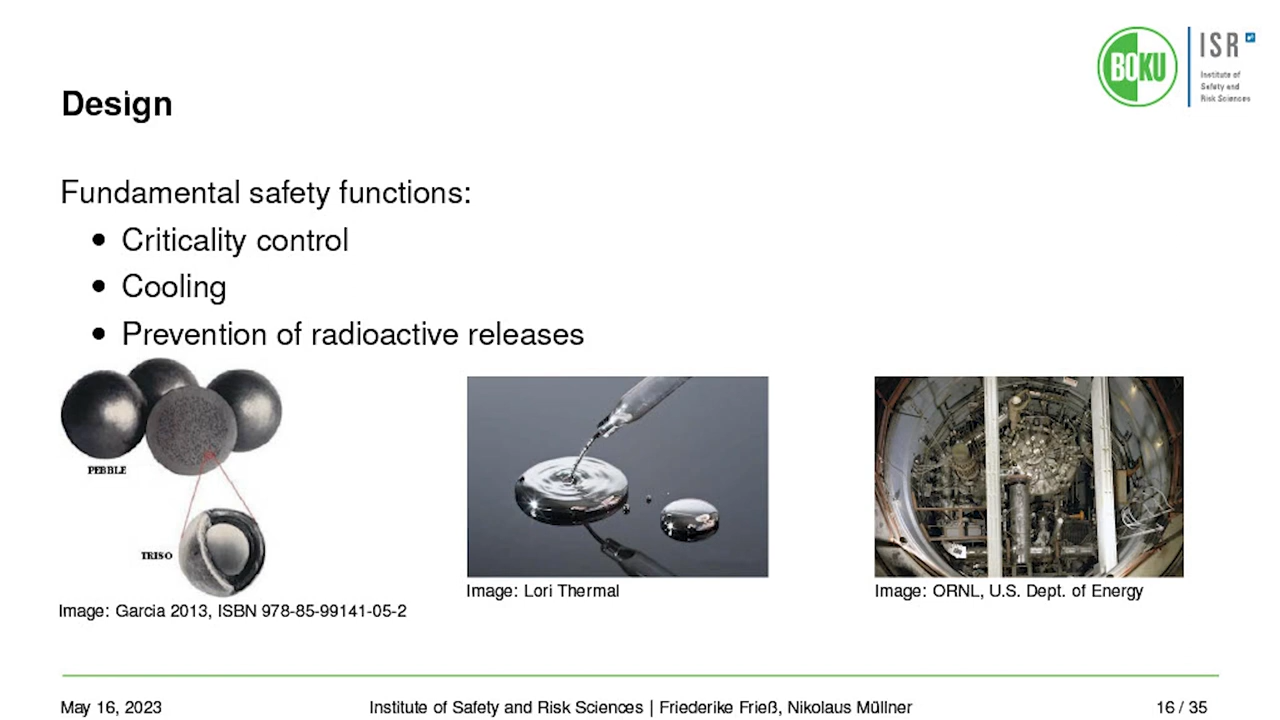 BOKU
ISR
Institute of
Safety and
Risk Sciences
Design
Fundamental safety functions:
• Criticality control
• Cooling
• Prevention of radioactive releases
PEBBLE
TRISO
Image: Garcia 2013, ISBN 978-85-99141-05-2
Image: Lori Thermal
Image: ORNL, U.S. Dept. of Energy
May 16, 2023
Institute of Safety and Risk Sciences | Friederike Frieß, Nikolaus Müllner
16 / 35